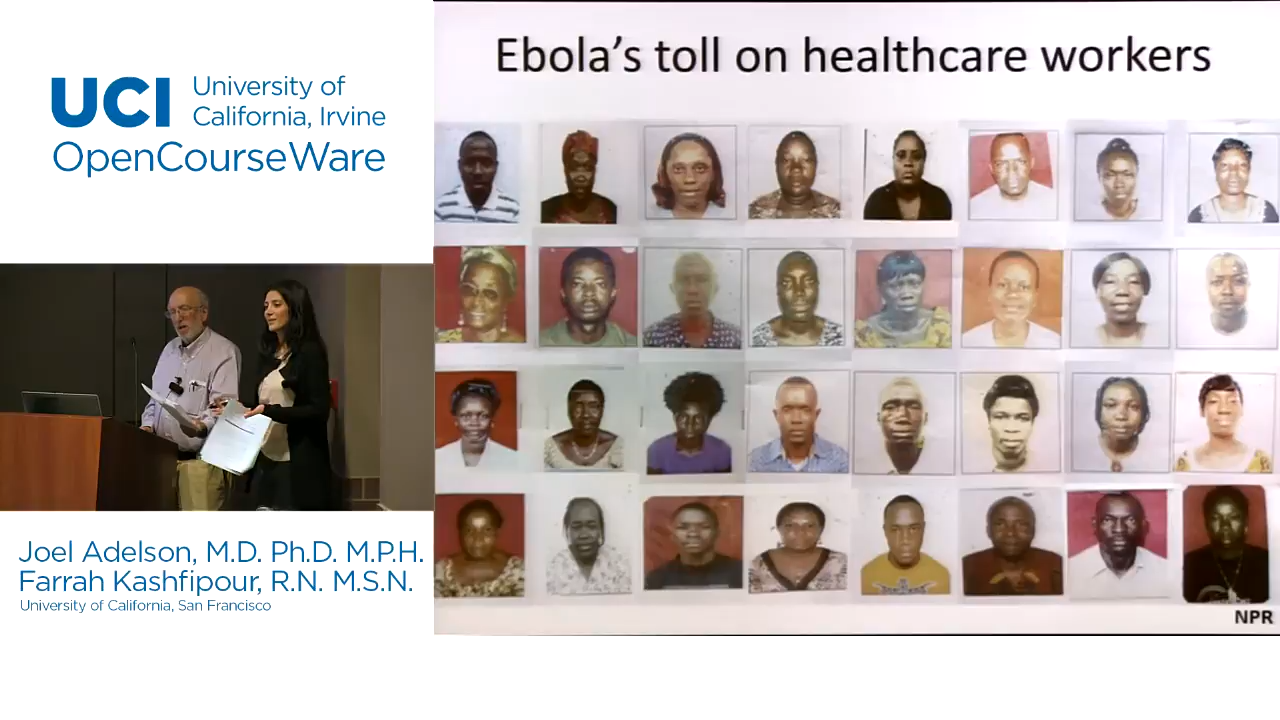 UCI University of
California, Irvine
OpenCourseWare
Ebola's toll on healthcare workers
Joel Adelson, M.D. Ph.D. M.P.H.
Farrah Kashfipour, R.N. M.S.N.
University of California, San Francisco
NPR